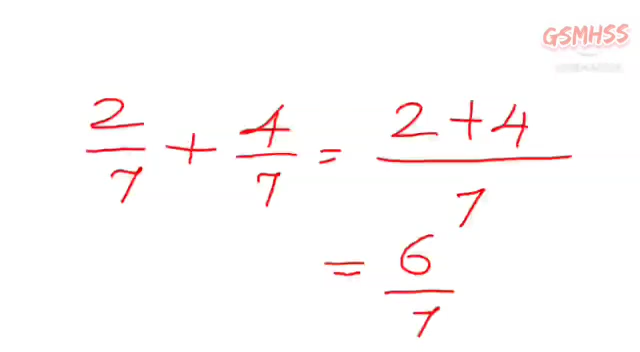 GSMHSS
2/7 + 4/7 = 2+4/7
= 6/7